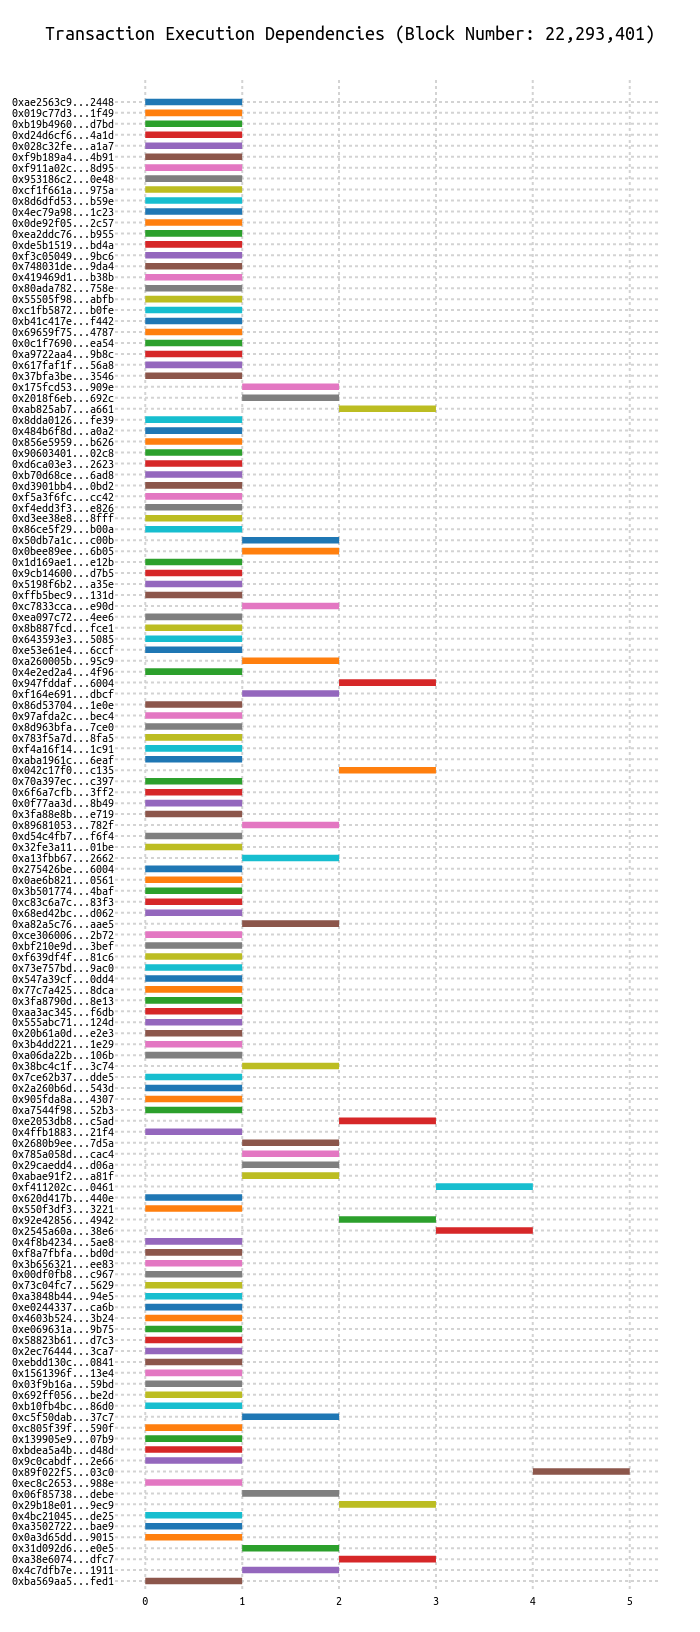 Transaction Execution Dependencies (Block Number: 22,293,401)
0xae2563c9...2448
0x019c77d3...1f49
0xb19b4960...d7bd
0xd24d6cf6...4a1d
0x028c32fe...a1a7
0xf9b189a4...4b91
0xf911a02c...8d95
0x953186c2...0e48
0xcf1f661a...975a
0x8d6dfd53...b59e
0x4ec79a98...1c23
0x0de92f05...2c57
0xea2ddc76...b955
0xde5b1519...bd4a
0xf3c05049...9bc6
0x748031de...9da4
0x419469d1...b38b
0x80ada782...758e
0x55505f98...abfb
0xc1fb5872...b0fe
0xb41c417e...f442
0x69659f75...4787
0x0c1f7690...ea54
0xa9722aa4...9b8c
0x617faf1f...56a8
0x37bfa3be...3546
0x175fcd53...909e
0x2018f6eb...692c
0xab825ab7...a661
0x8dda0126...fe39
0x484b6f8d...a0a2
0x856e5959...b626
0x90603401...02c8
0xd6ca03e3...2623
0xb70d68ce...6ad8
0xd3901bb4...0bd2
0xf5a3f6fc...cc42
0xf4edd3f3...e826
0xd3ee38e8...8fff
0x86ce5f29...b00a
0x50db7a1c...c00b
0x0bee89ee...6b05
0x1d169ae1...e12b
0x9cb14600...d7b5
0x5198f6b2...a35e
0xffb5bec9...131d
0xc7833cca...e90d
0xea097c72...4ee6
0x8b887fcd...fce1
0x643593e3...5085
0xe53e61e4...6ccf
0xa260005b...95c9
0x4e2ed2a4...4f96
0x947fddaf...6004
0xf164e691...dbcf
0x86d53704...1e0e
0x97afda2c...bec4
0x8d963bfa...7ce0
0x783f5a7d...8fa5
0xf4a16f14...1c91
0xaba1961c...6eaf
0x042c17f0...c135
0x70a397ec...c397
0x6f6a7cfb...3ff2
0x0f77aa3d...8b49
0x3fa88e8b...e719
0x89681053...782f
0xd54c4fb7...f6f4
0x32fe3a11...01be
0xa13fbb67...2662
0x275426be...6004
0x0ae6b821...0561
0x3b501774...4baf
0xc83c6a7c...83f3
0x68ed42bc...d062
0xa82a5c76...aae5
0xce306006...2b72
0xbf210e9d...3bef
0xf639df4f...81c6
0x73e757bd...9ac0
0x547a39cf...0dd4
0x77c7a425...8dca
0x3fa8790d...8e13
0xaa3ac345...f6db
0x555abc71...124d
0x20b61a0d...e2e3
0x3b4dd221...1e29
0xa06da22b...106b
0x38bc4c1f...3c74
0x7ce62b37...dde5
0x2a260b6d...543d
0x905fda8a...4307
0xa7544f98...52b3
0xe2053db8...c5ad
0x4ffb1883...21f4
0x2680b9ee...7d5a
0x785a058d...cac4
0x29caedd4...d06a
0xabae91f2...a81f
0xf411202c...0461
0x620d417b...440e
0x550f3df3...3221
0x92e42856...4942
0x2545a60a...38e6
0x4f8b4234...5ae8
0xf8a7fbfa...bd0d
0x3b656321...ee83
0x00df0fb8...c967
0x73c04fc7...5629
0xa3848b44...94e5
0xe0244337...ca6b
0x4603b524...3b24
0xe069631a...9b75
0x58823b61...d7c3
0x2ec76444...3ca7
0xebdd130c...0841
0x1561396f...13e4
0x03f9b16a...59bd
0x692ff056...be2d
0xb10fb4bc...86d0
0xc5f50dab...37c7
0xc805f39f...590f
0x139905e9...07b9
0xbdea5a4b...d48d
0x9c0cabdf...2e66
0x89f022f5...03c0
0xec8c2653...988e
0x06f85738...debe
0x29b18e01...9ec9
0x4bc21045...de25
0xa3502722...bae9
0x0a3d65dd...9015
0x31d092d6...e0e5
0xa38e6074...dfc7
0x4c7dfb7e...1911
0xba569aa5...fed1
0 1 2 3 4 5